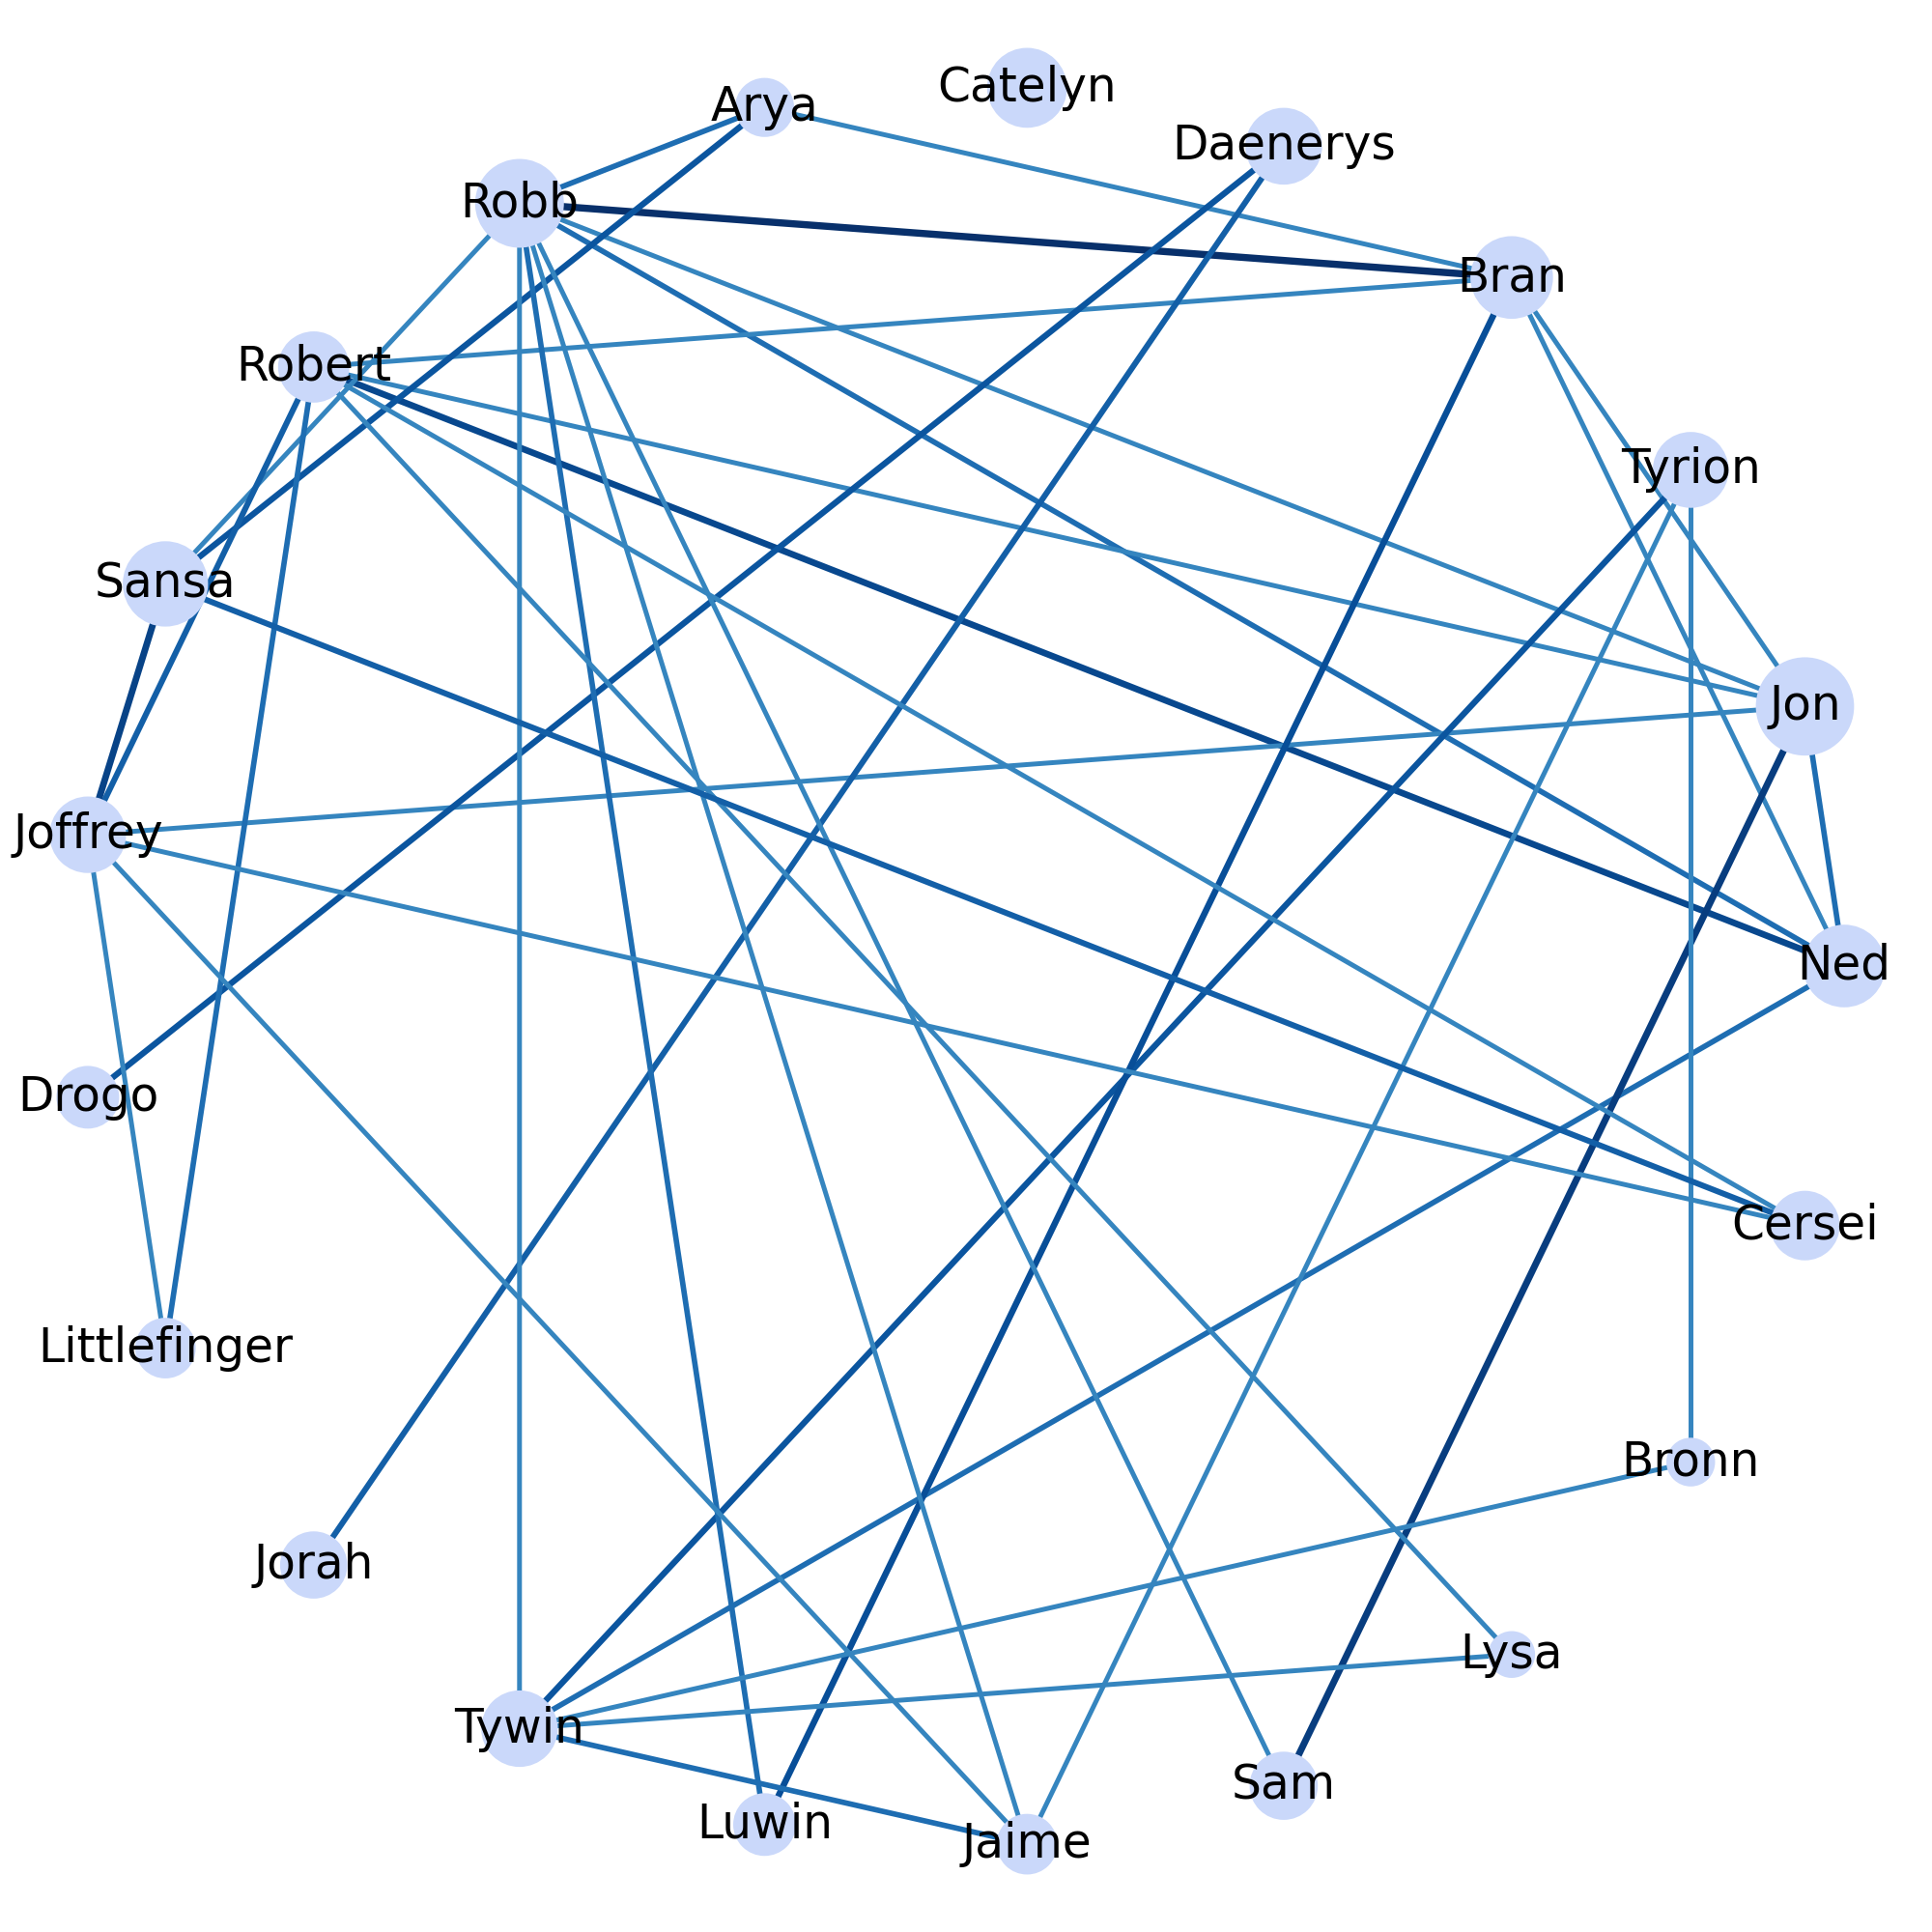 Catelyn
Arya
Daenerys
Robb
Bran
Robert
Tyrion
Sansa
Jon
Joffrey
Ned
Drogo
Cersei
Littlefinger
Bronn
Jorah
Lysa
Tywin
Sam
Luwin
Jaime